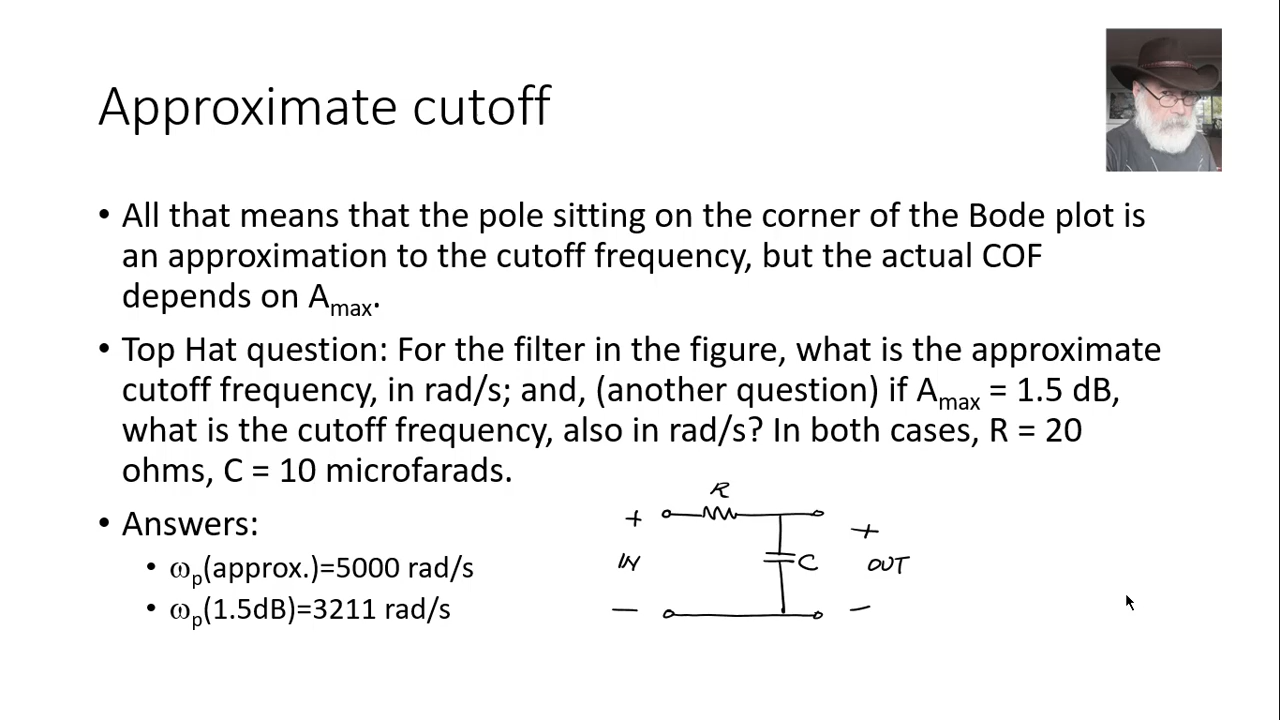 Approximate cutoff
• All that means that the pole sitting on the corner of the Bode plot is
an approximation to the cutoff frequency, but the actual COF
depends on Amax.
• Top Hat question: For the filter in the figure, what is the approximate
cutoff frequency, in rad/s; and, (another question) if Amax = 1.5 dB,
what is the cutoff frequency, also in rad/s? In both cases, R = 20
ohms, C = 10 microfarads.
• Answers:
• ωp(approx.)=5000 rad/s
• ωp(1.5dB)=3211 rad/s
R
+ +
IN C OUT
− −